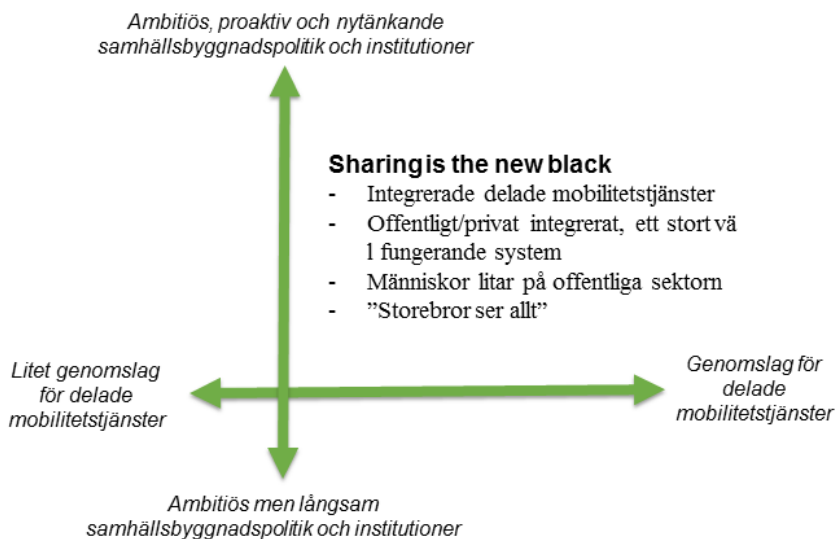 Ambitiös, proaktiv och nytänkande
samhällsbyggnadspolitik och institutioner
Sharing is the new black
- Integrerade delade mobilitetstjänster
- Offentligt/privat integrerat, ett stort vä
l fungerande system
- Människor litar på offentliga sektorn
- ”Storebror ser allt”
Litet genomslag
för delade
mobilitetstjänster
Genomslag för
delade
mobilitetstjänster
Ambitiös men långsam
samhällsbyggnadspolitik och institutioner